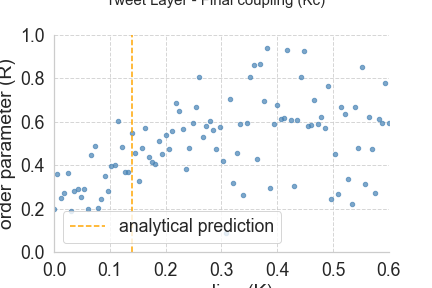 Tweet Layer - Final coupling (Kc)
order parameter (R)
1.0
0.8
0.6
0.4
0.2
0.0
analytical prediction
0.0 0.1 0.2 0.3 0.4 0.5 0.6